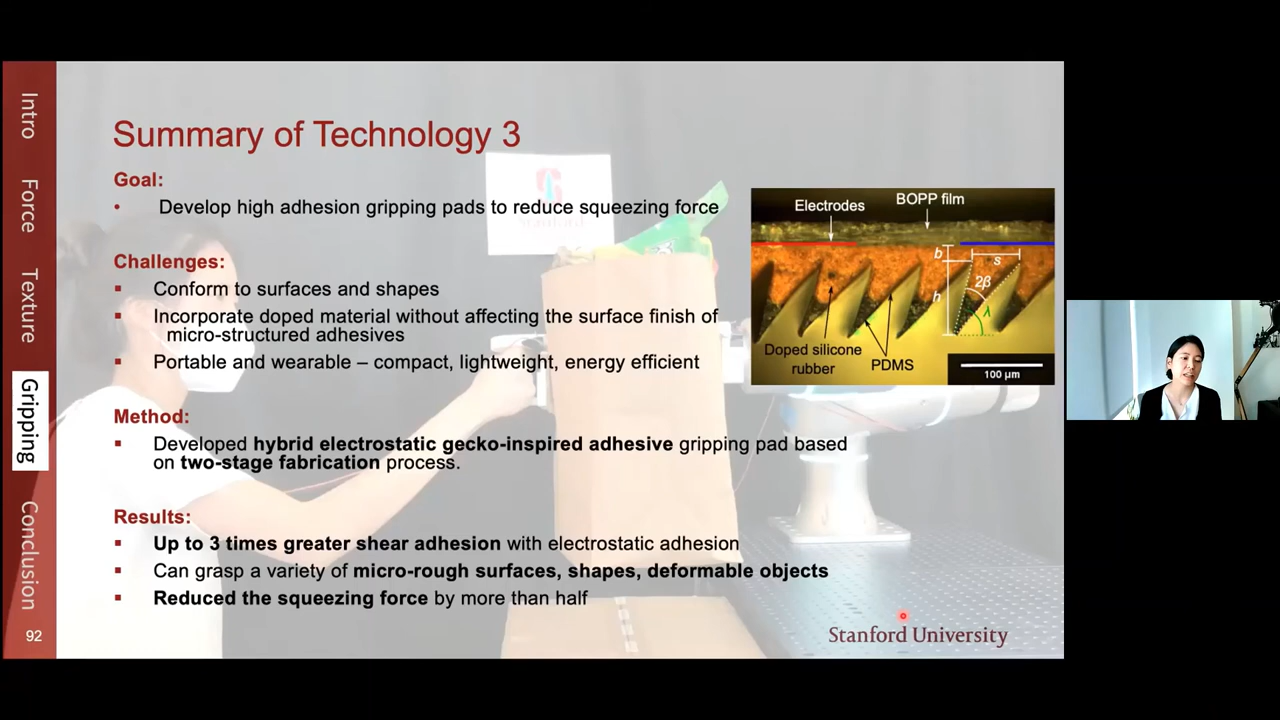 Intro
Force
Texture
Gripping
Conclusion
92
Summary of Technology 3
Goal:
• Develop high adhesion gripping pads to reduce squeezing force
Challenges:
▪ Conform to surfaces and shapes
▪ Incorporate doped material without affecting the surface finish of
micro-structured adhesives
▪ Portable and wearable – compact, lightweight, energy efficient
Method:
▪ Developed hybrid electrostatic gecko-inspired adhesive gripping pad based
on two-stage fabrication process.
Results:
▪ Up to 3 times greater shear adhesion with electrostatic adhesion
▪ Can grasp a variety of micro-rough surfaces, shapes, deformable objects
▪ Reduced the squeezing force by more than half
Electrodes
BOPP film
b
s
2β
h
λ
Doped silicone
rubber
PDMS
100 μm
Stanford University